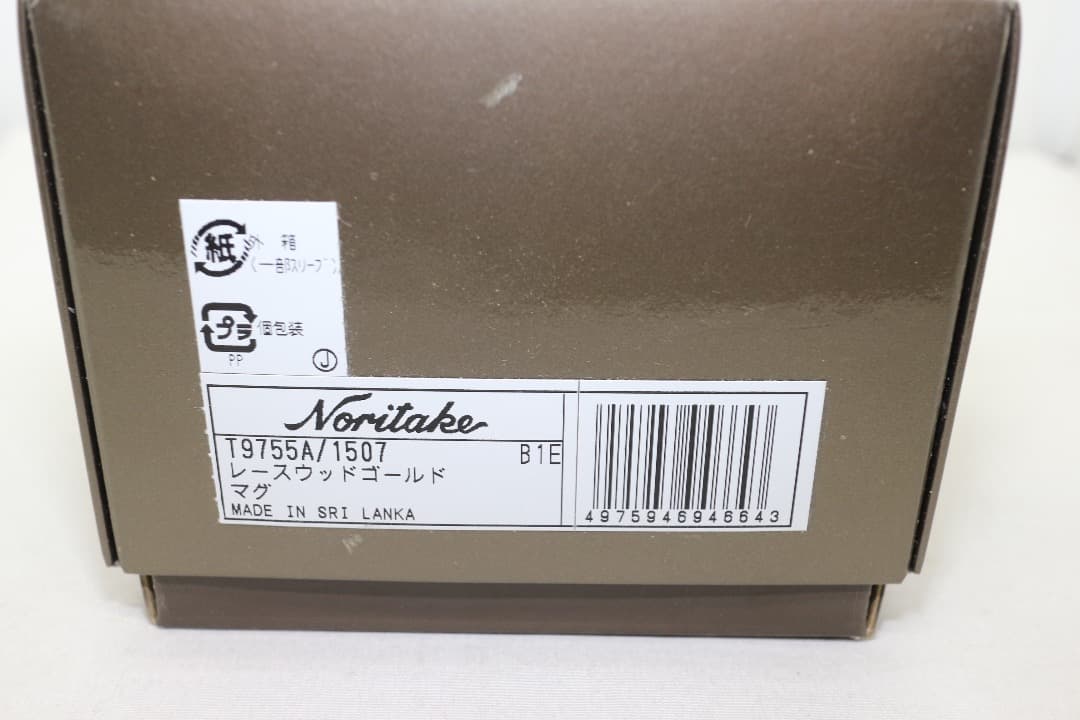 紙 外 箱
(一部スリーブ)
プラ 個包装
PP
J
Noritake
T9755A/1507 B1E
レースウッドゴールド
マグ
MADE IN SRI LANKA
4975946946643